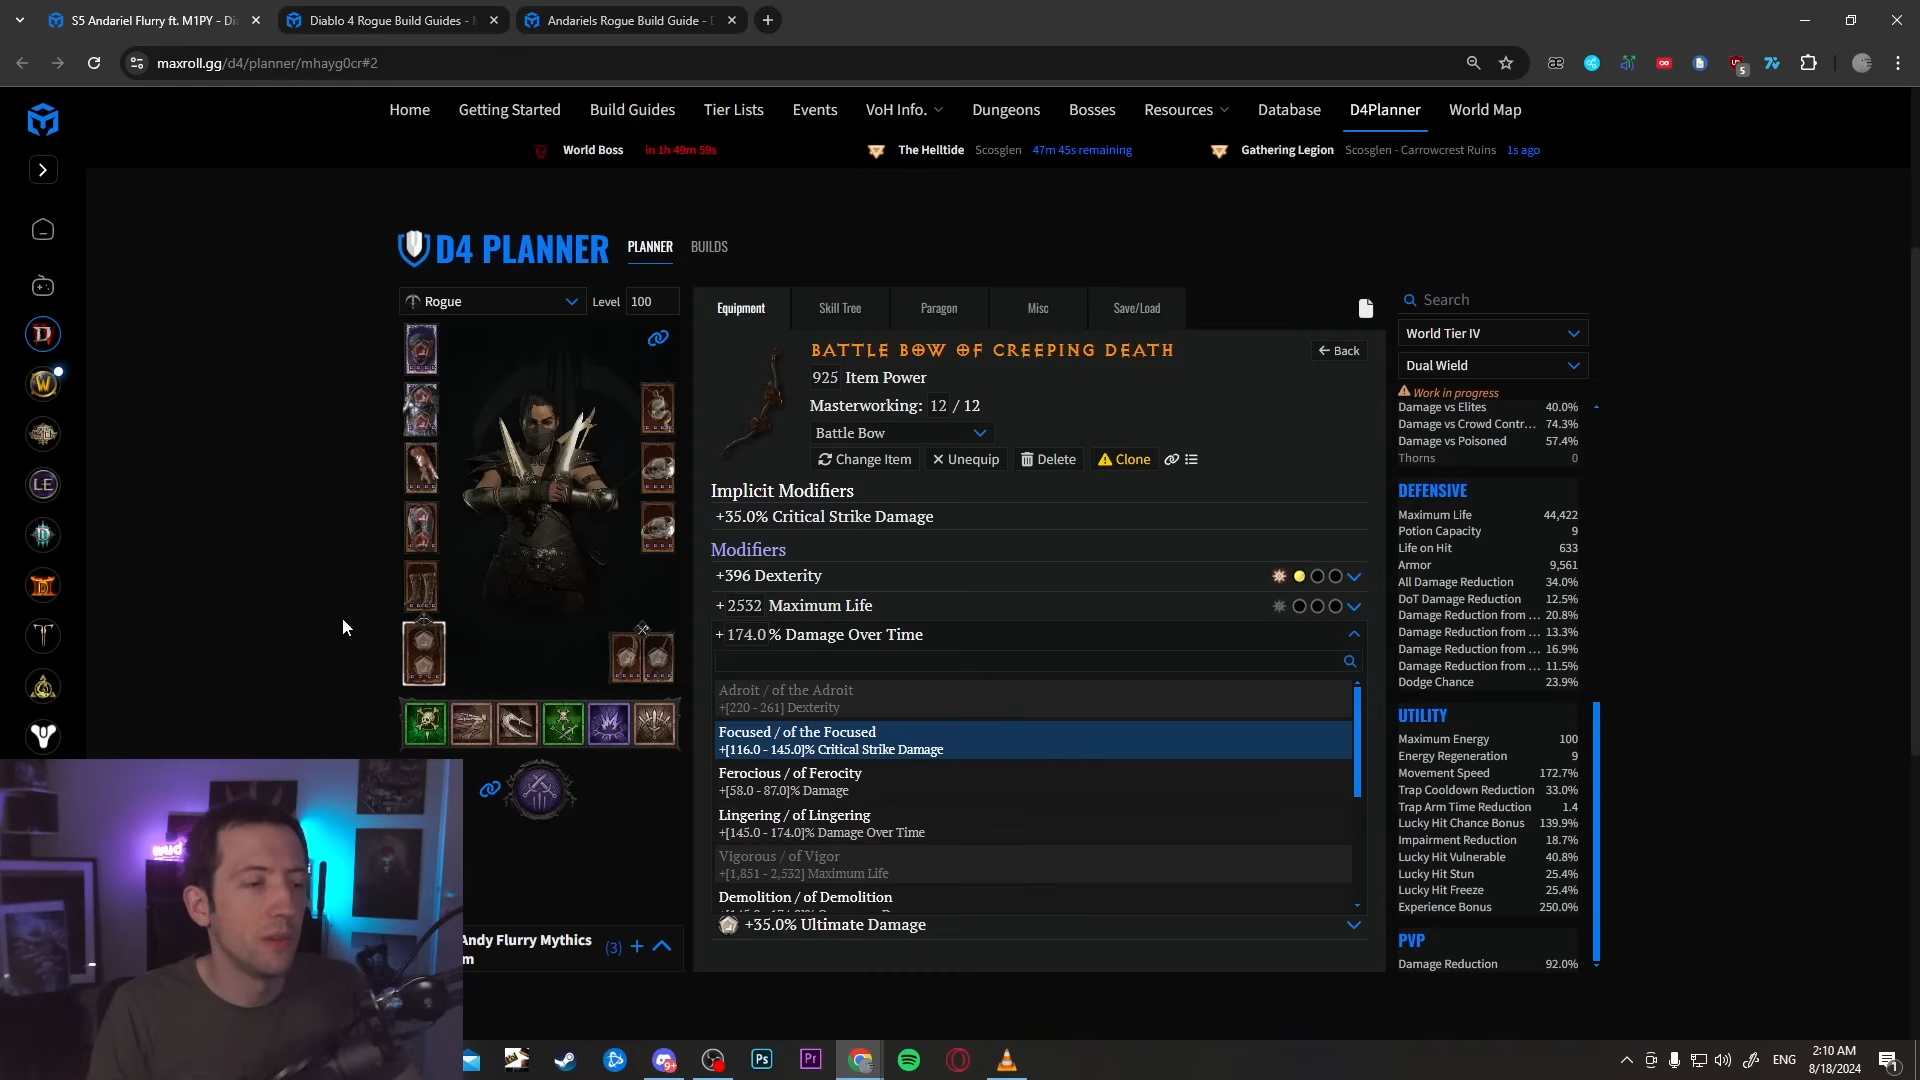 S5 Andariel Flurry ft. M1PY - Di
Diablo 4 Rogue Build Guides -
Andariels Rogue Build Guide -
maxroll.gg/d4/planner/mhayg0cr#2
5
Home Getting Started Build Guides Tier Lists Events VoH Info. Dungeons Bosses Resources Database D4Planner World Map
World Boss in 1h 49m 59s The Helltide Scosglen 47m 45s remaining Gathering Legion Scosglen - Carrowcrest Ruins 1s ago
D4 PLANNER PLANNER BUILDS
Rogue Level 100
Equipment Skill Tree Paragon Misc Save/Load
Search
World Tier IV
Dual Wield
Work in progress
BATTLE BOW OF CREEPING DEATH
Back
925 Item Power
Masterworking: 12 / 12
Battle Bow
Change Item Unequip Delete Clone
Implicit Modifiers
+35.0% Critical Strike Damage
Modifiers
+396 Dexterity
+ 2532 Maximum Life
+ 174.0 % Damage Over Time
Adroit / of the Adroit
+[220 - 261] Dexterity
Focused / of the Focused
+[116.0 - 145.0]% Critical Strike Damage
Ferocious / of Ferocity
+[58.0 - 87.0]% Damage
Lingering / of Lingering
+[145.0 - 174.0]% Damage Over Time
Vigorous / of Vigor
+[1,851 - 2,532] Maximum Life
Demolition / of Demolition
+35.0% Ultimate Damage
Damage vs Elites 40.0%
Damage vs Crowd Contr... 74.3%
Damage vs Poisoned 57.4%
Thorns 0
DEFENSIVE
Maximum Life 44,422
Potion Capacity 9
Life on Hit 633
Armor 9,561
All Damage Reduction 34.0%
DoT Damage Reduction 12.5%
Damage Reduction from ... 20.8%
Damage Reduction from ... 13.3%
Damage Reduction from ... 16.9%
Damage Reduction from ... 11.5%
Dodge Chance 23.9%
UTILITY
Maximum Energy 100
Energy Regeneration 9
Movement Speed 172.7%
Trap Cooldown Reduction 33.0%
Trap Arm Time Reduction 1.4
Lucky Hit Chance Bonus 139.9%
Impairment Reduction 18.7%
Lucky Hit Vulnerable 40.8%
Lucky Hit Stun 25.4%
Lucky Hit Freeze 25.4%
Experience Bonus 250.0%
PVP
Damage Reduction 92.0%
W
LE
D
II
wud
Andy Flurry Mythics (3)
m
9+
Ps
Pr
ENG
2:10 AM
8/18/2024
1